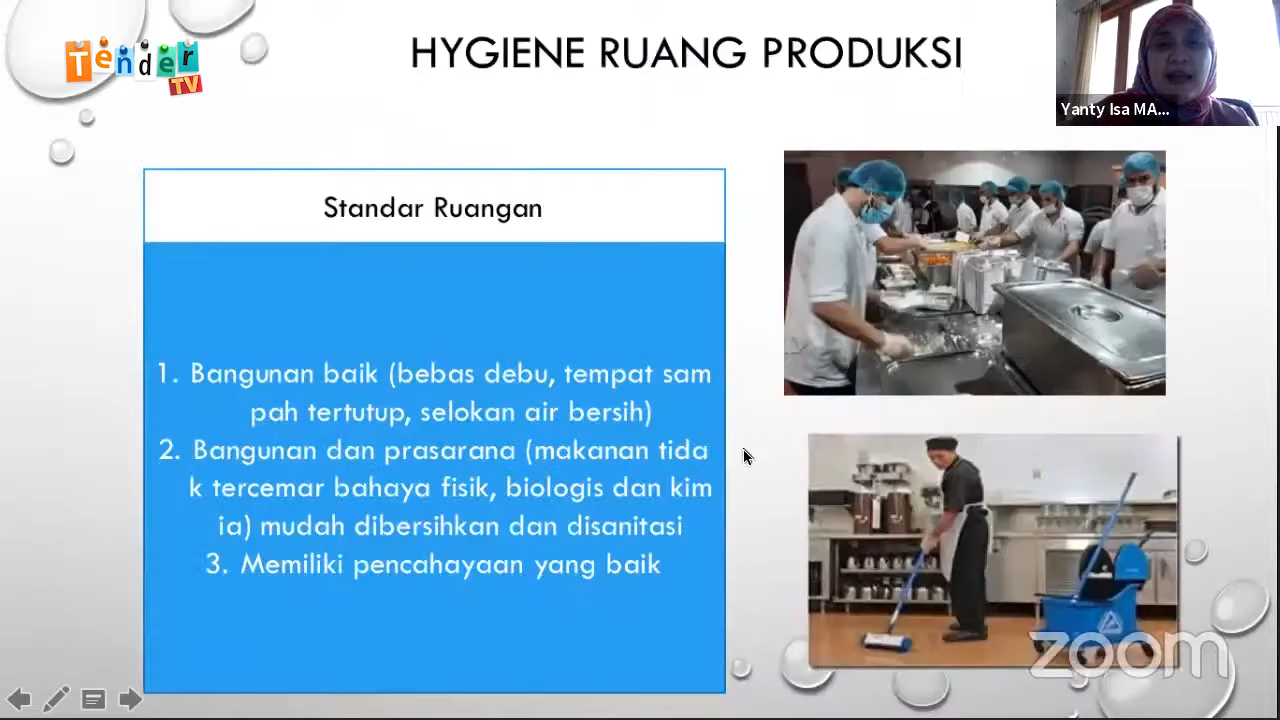 Tender
TV
HYGIENE RUANG PRODUKSI
Yanty Isa MA...
Standar Ruangan
1. Bangunan baik (bebas debu, tempat sam
pah tertutup, selokan air bersih)
2. Bangunan dan prasarana (makanan tida
k tercemar bahaya fisik, biologis dan kim
ia) mudah dibersihkan dan disanitasi
3. Memiliki pencahayaan yang baik
zoom